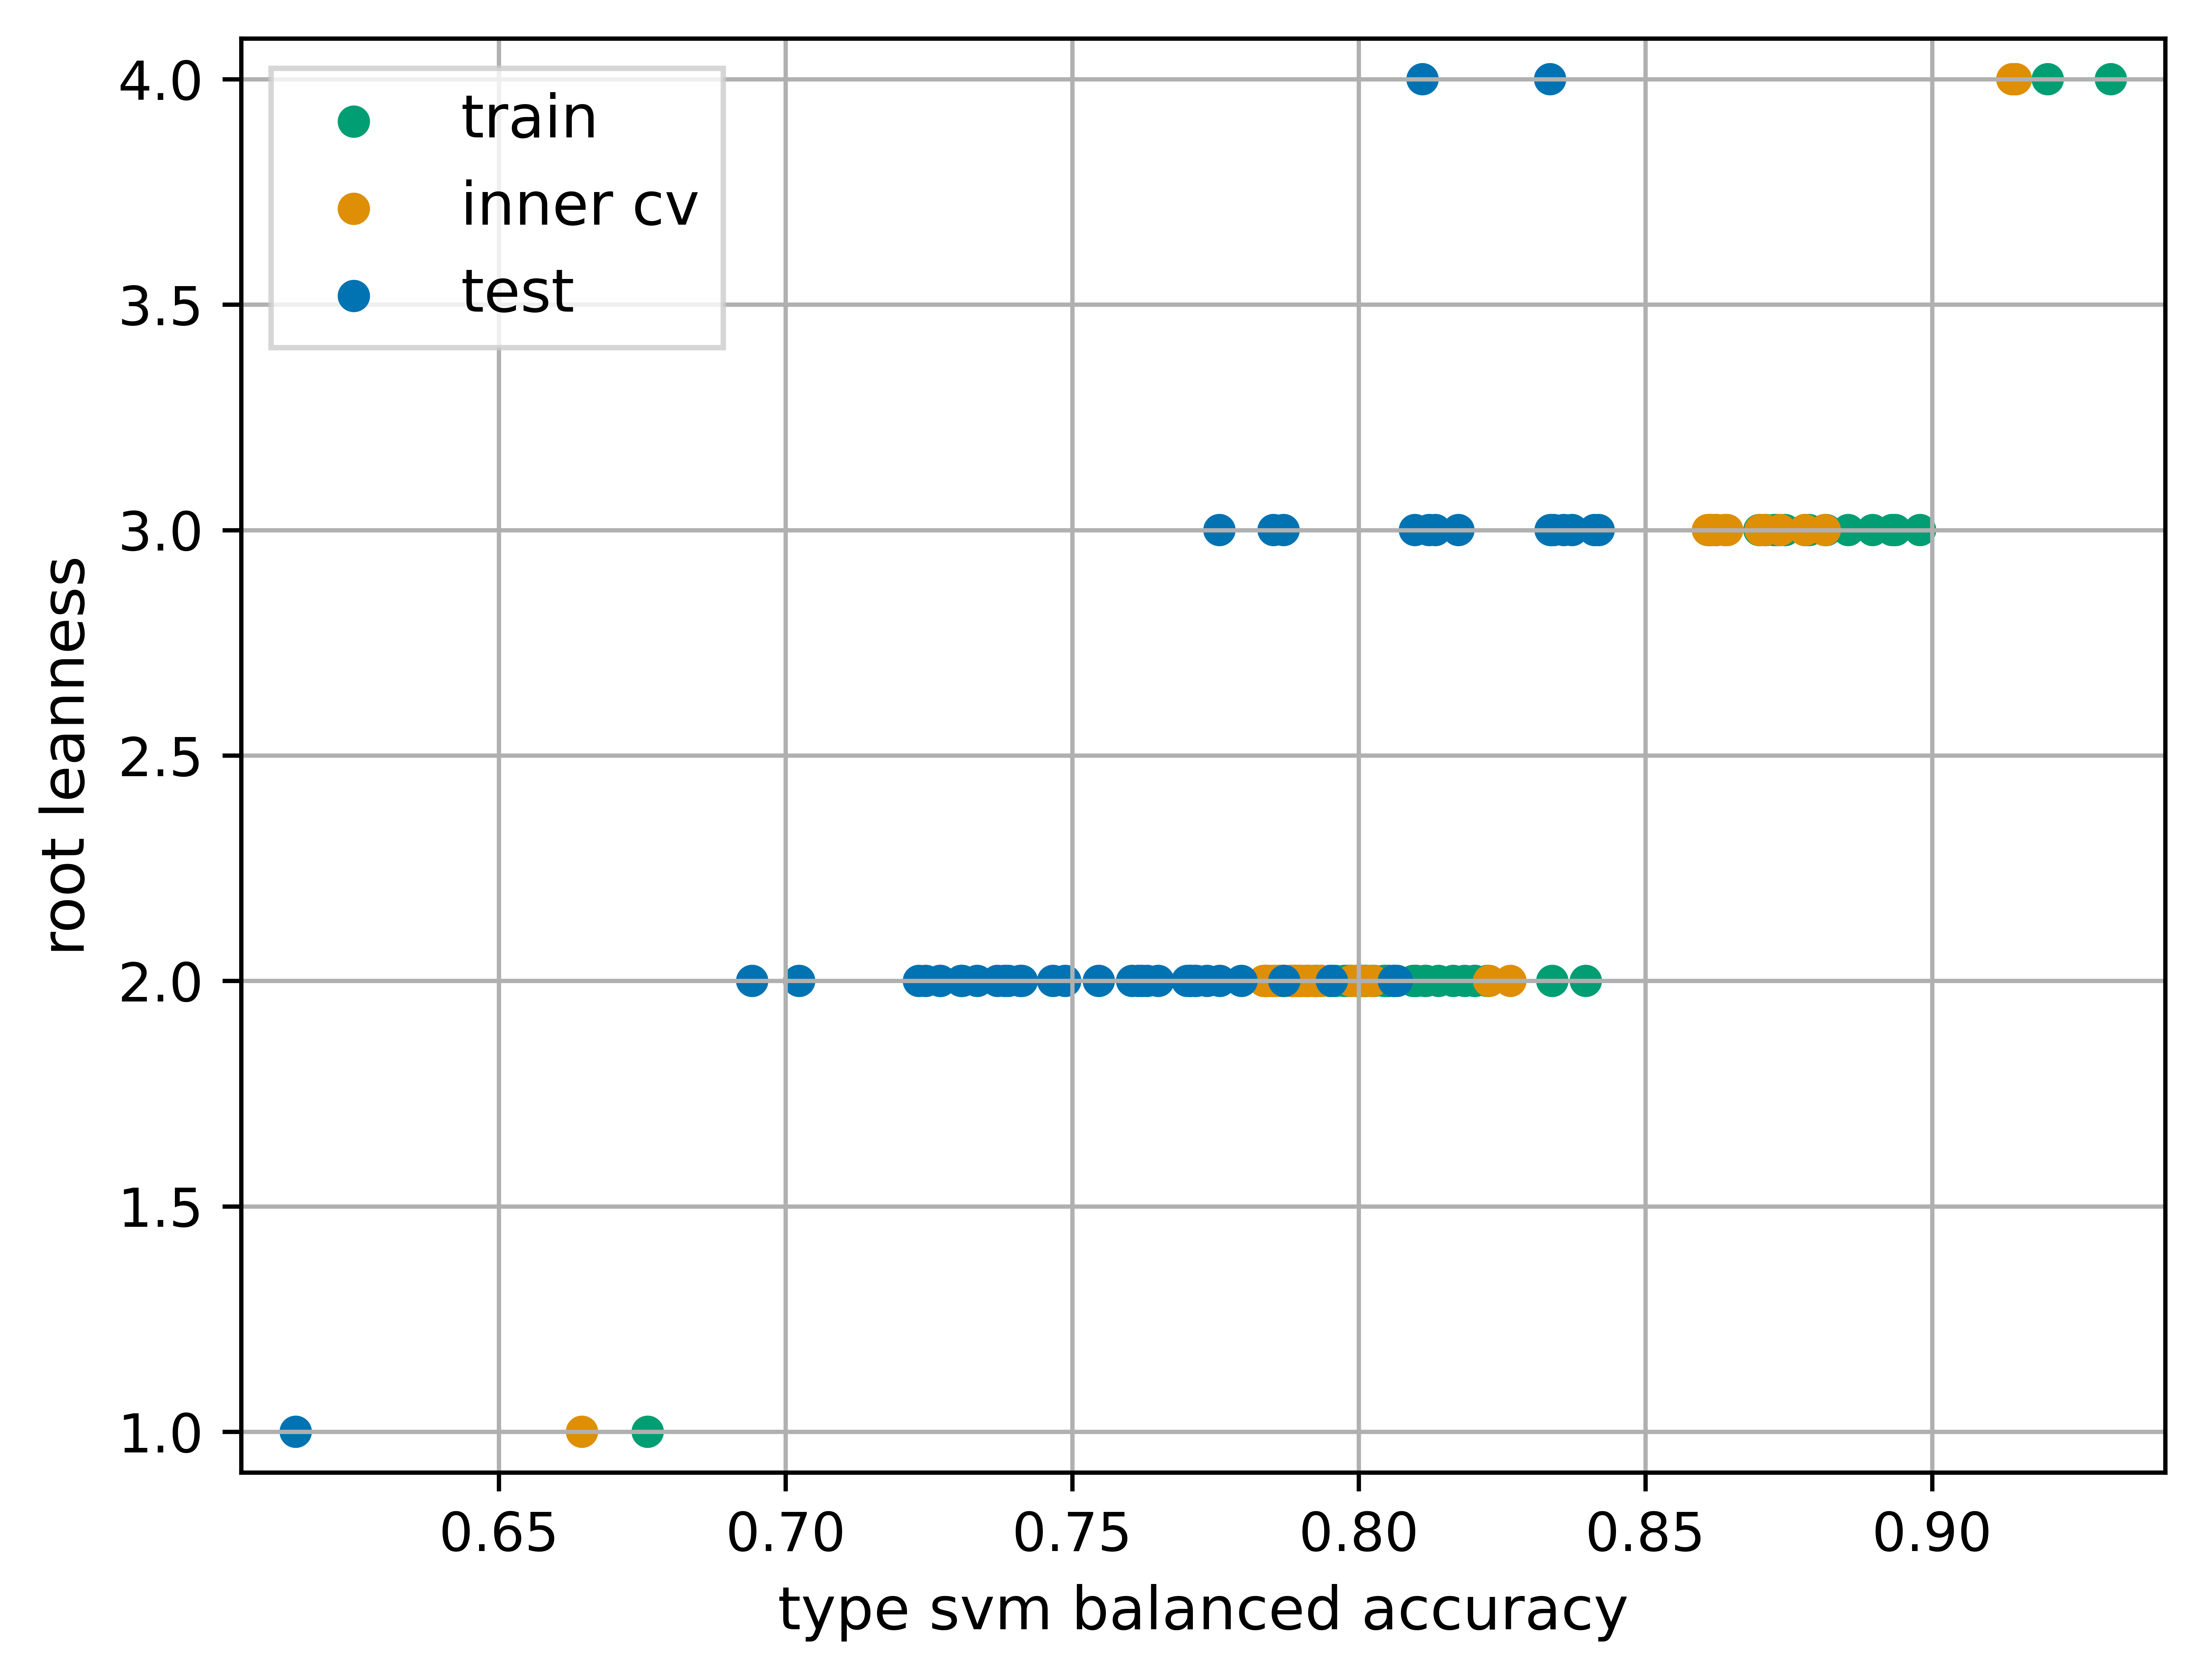 4.0
3.5
3.0
2.5
2.0
1.5
1.0
root leanness
train
inner cv
test
0.65 0.70 0.75 0.80 0.85 0.90
type svm balanced accuracy